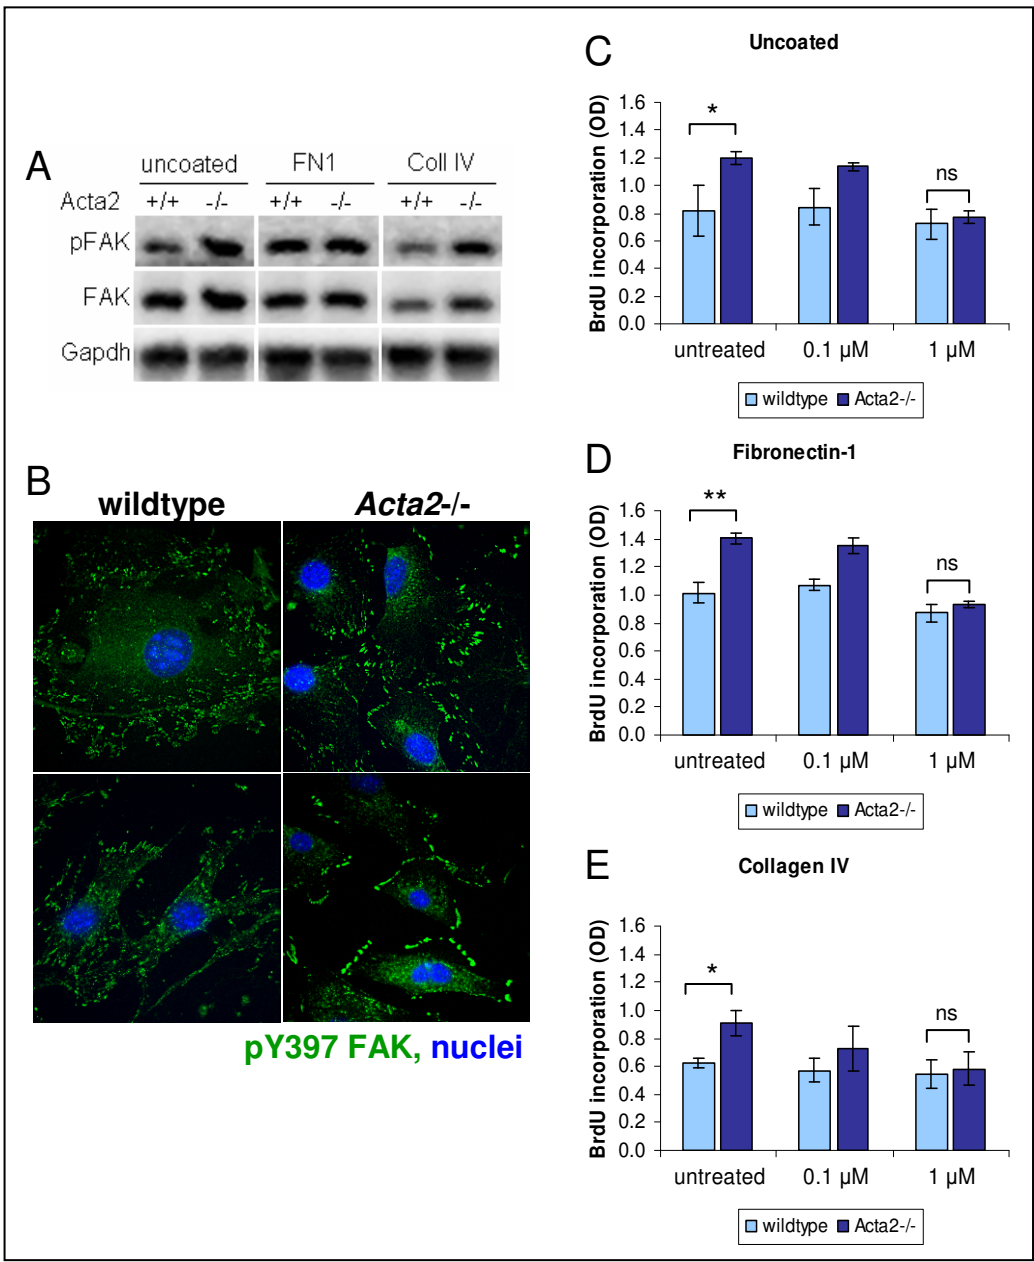 A
uncoated FN1 Coll IV
Acta2 +/+ -/- +/+ -/- +/+ -/-
pFAK
FAK
Gapdh
B
wildtype Acta2-/-
pY397 FAK, nuclei
C
Uncoated
BrdU incorporation (OD)
1.6
1.4
1.2
1.0
0.8
0.6
0.4
0.2
0.0
*
ns
untreated 0.1 µM 1 µM
wildtype Acta2-/-
D
Fibronectin-1
BrdU incorporation (OD)
1.6
1.4
1.2
1.0
0.8
0.6
0.4
0.2
0.0
**
ns
untreated 0.1 µM 1 µM
wildtype Acta2-/-
E
Collagen IV
BrdU incorporation (OD)
1.6
1.4
1.2
1.0
0.8
0.6
0.4
0.2
0.0
*
ns
untreated 0.1 µM 1 µM
wildtype Acta2-/-